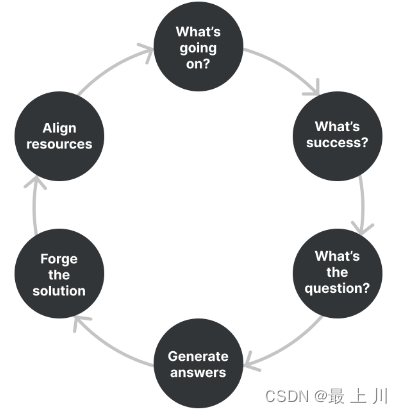 What's
going
on?
What's
success?
What's
the
question?
Generate
answers
Forge
the
solution
Align
resources
CSDN @最 上 川